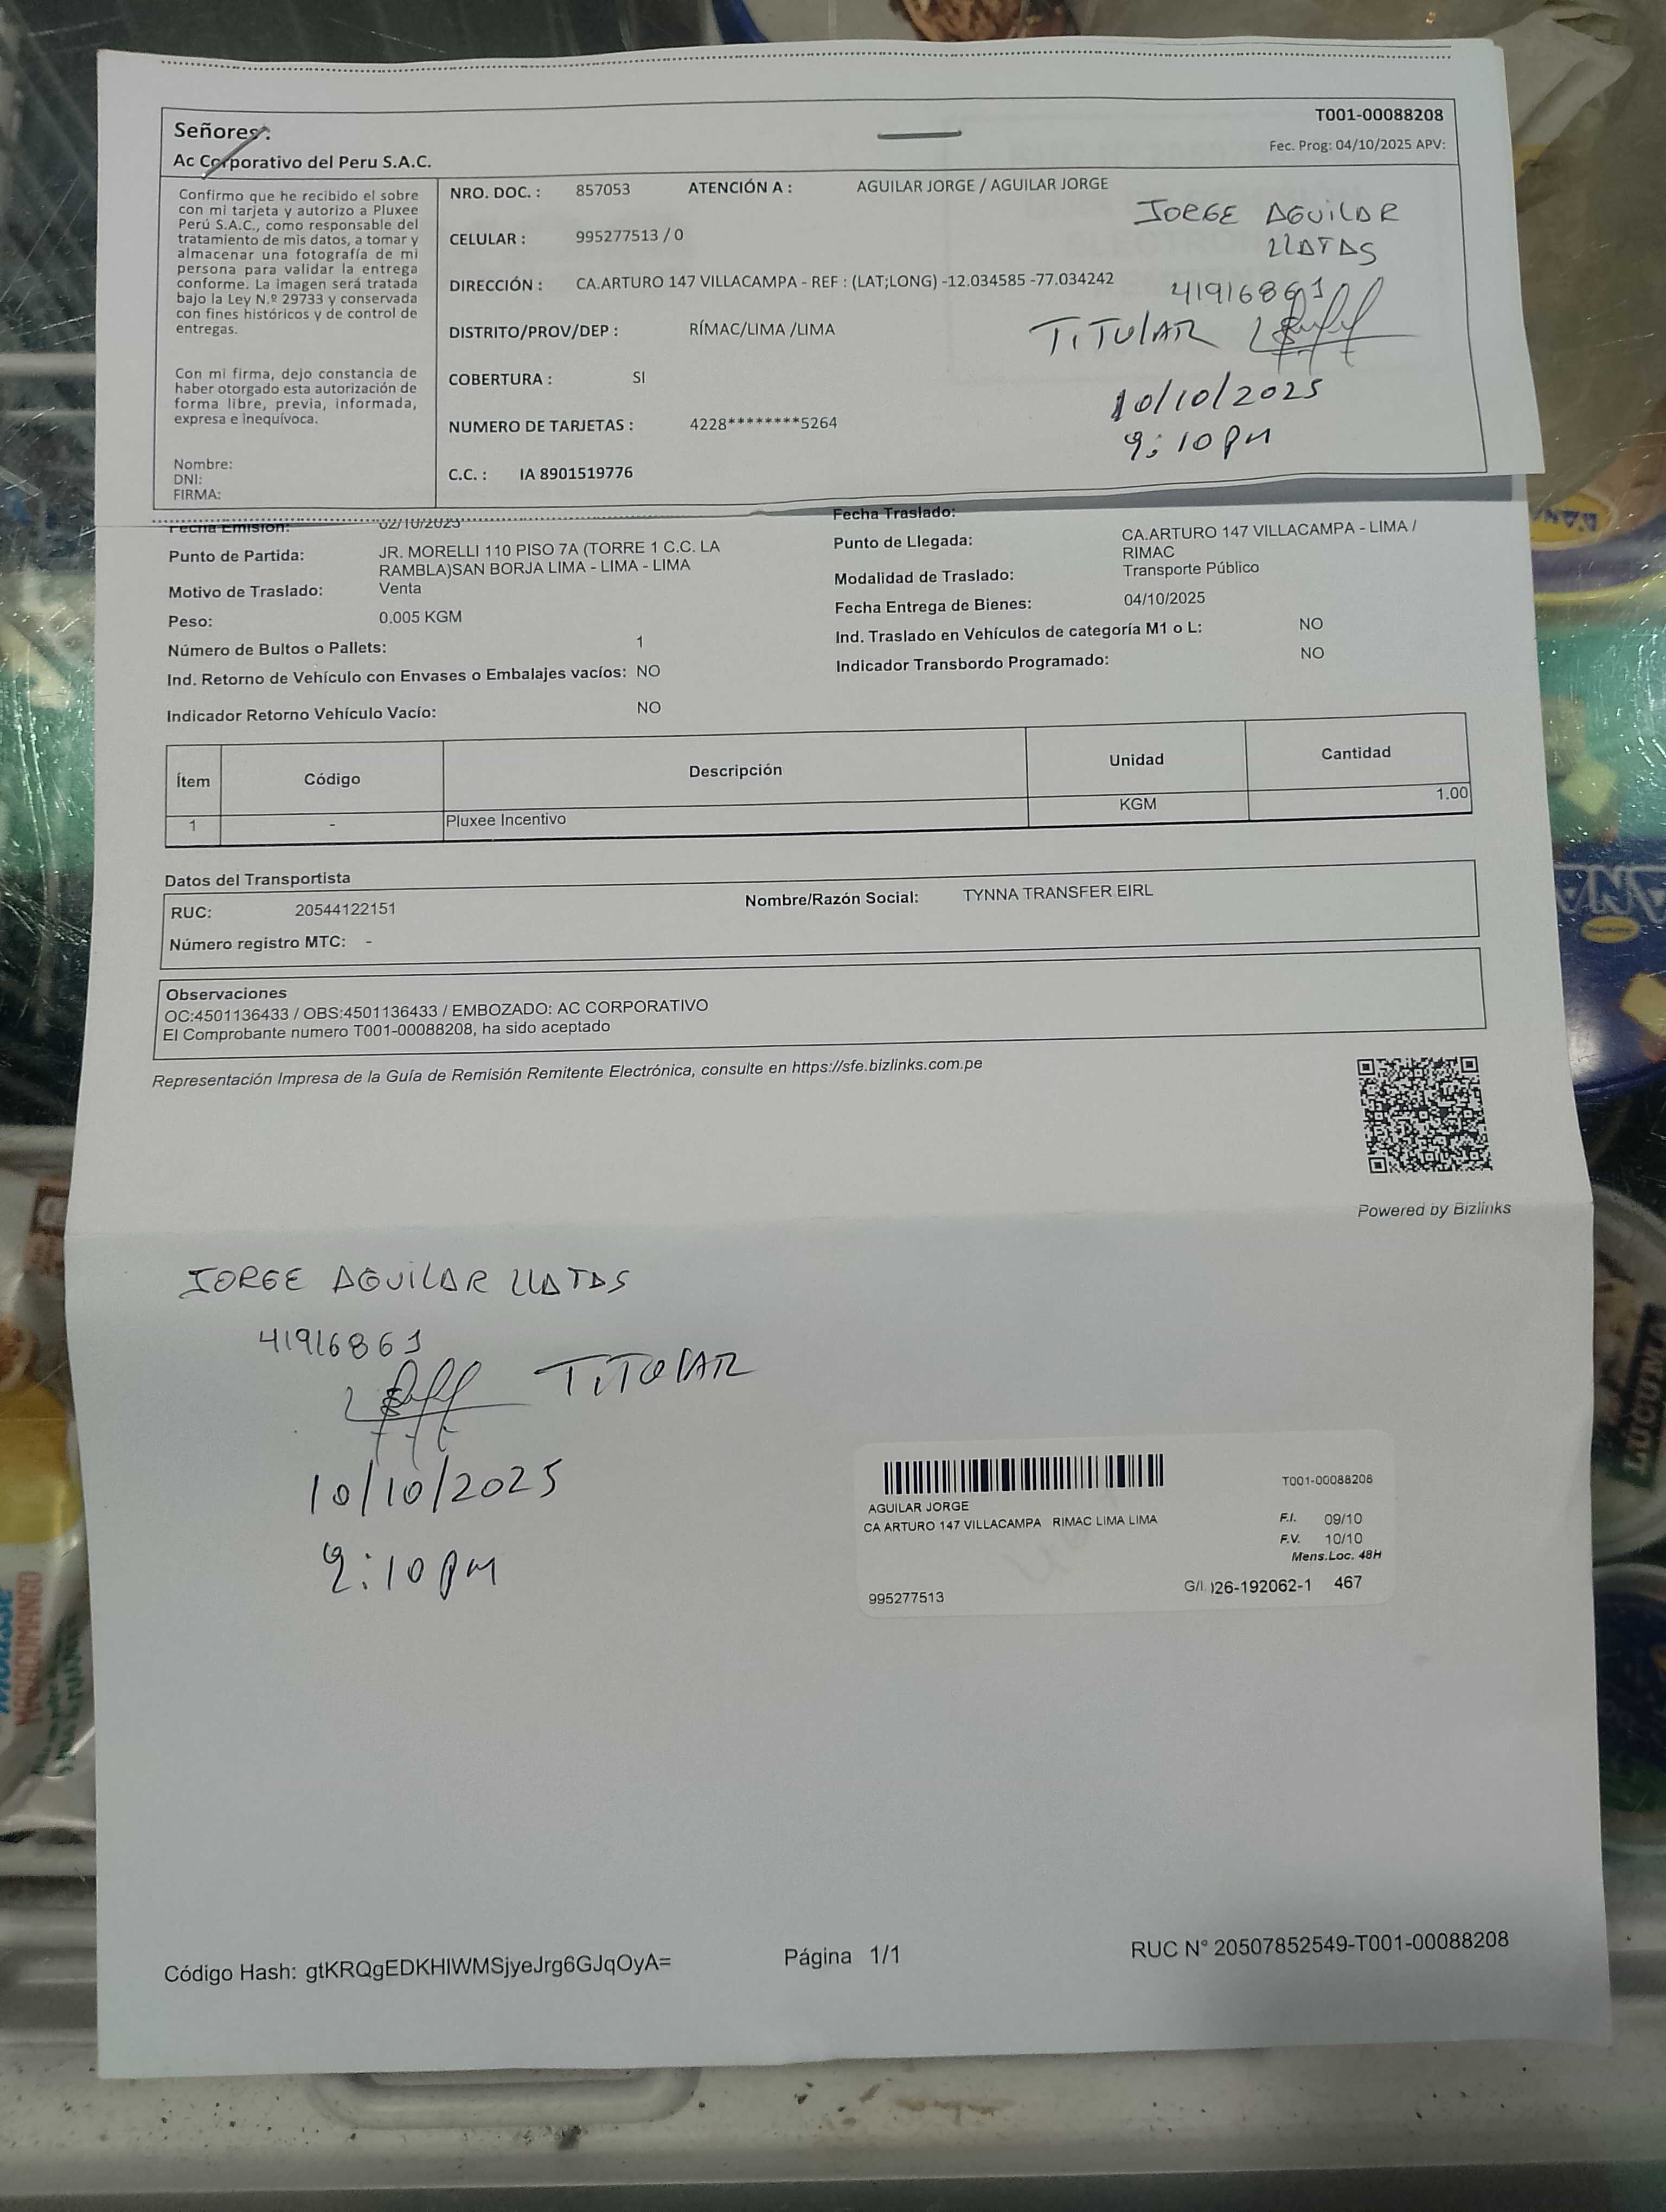 T001-00088208
Señores:
Fec. Prog: 04/10/2025 APV:
Ac Corporativo del Peru S.A.C.
Confirmo que he recibido el sobre
con mi tarjeta y autorizo a Pluxee
Perú S.A.C., como responsable del
tratamiento de mis datos, a tomar y
almacenar una fotografía de mi
persona para validar la entrega
conforme. La imagen será tratada
bajo la Ley N.º 29733 y conservada
con fines históricos y de control de
entregas.
Con mi firma, dejo constancia de
haber otorgado esta autorización de
forma libre, previa, informada,
expresa e inequívoca.
Nombre:
DNI:
FIRMA:
NRO. DOC. : 857053 ATENCIÓN A : AGUILAR JORGE / AGUILAR JORGE
CELULAR : 995277513 / 0
DIRECCIÓN : CA.ARTURO 147 VILLACAMPA - REF : (LAT;LONG) -12.034585 -77.034242
DISTRITO/PROV/DEP : RÍMAC/LIMA /LIMA
COBERTURA : SI
NUMERO DE TARJETAS : 4228********5264
C.C. : IA 8901519776
JORGE AGUILAR
LLATAS
41916861
TITULAR
10/10/2025
9:10 PM
Fecha Emisión: 02/10/2025
Fecha Traslado:
Punto de Partida: JR. MORELLI 110 PISO 7A (TORRE 1 C.C. LA
RAMBLA)SAN BORJA LIMA - LIMA - LIMA
Punto de Llegada: CA.ARTURO 147 VILLACAMPA - LIMA /
RIMAC
Motivo de Traslado: Venta
Modalidad de Traslado: Transporte Público
Peso: 0.005 KGM
Fecha Entrega de Bienes: 04/10/2025
Número de Bultos o Pallets: 1
Ind. Traslado en Vehículos de categoría M1 o L: NO
Ind. Retorno de Vehículo con Envases o Embalajes vacíos: NO
Indicador Transbordo Programado: NO
Indicador Retorno Vehículo Vacío: NO
Ítem Código Descripción Unidad Cantidad
1 - Pluxee Incentivo KGM 1.00
Datos del Transportista
RUC: 20544122151 Nombre/Razón Social: TYNNA TRANSFER EIRL
Número registro MTC: -
Observaciones
OC:4501136433 / OBS:4501136433 / EMBOZADO: AC CORPORATIVO
El Comprobante numero T001-00088208, ha sido aceptado
Representación Impresa de la Guía de Remisión Remitente Electrónica, consulte en https://sfe.bizlinks.com.pe
Powered by Bizlinks
JORGE AGUILAR LLATAS
41916861
TITULAR
10/10/2025
9:10 PM
T001-00088208
AGUILAR JORGE
CA ARTURO 147 VILLACAMPA RIMAC LIMA LIMA
F.I. 09/10
F.V. 10/10
Mens.Loc. 48H
G/I. 26-192062-1 467
995277513
Código Hash: gtKRQgEDKHIWMSjyeJrg6GJqOyA=
Página 1/1
RUC N° 20507852549-T001-00088208
LÚCUMA
MARACUMANGO